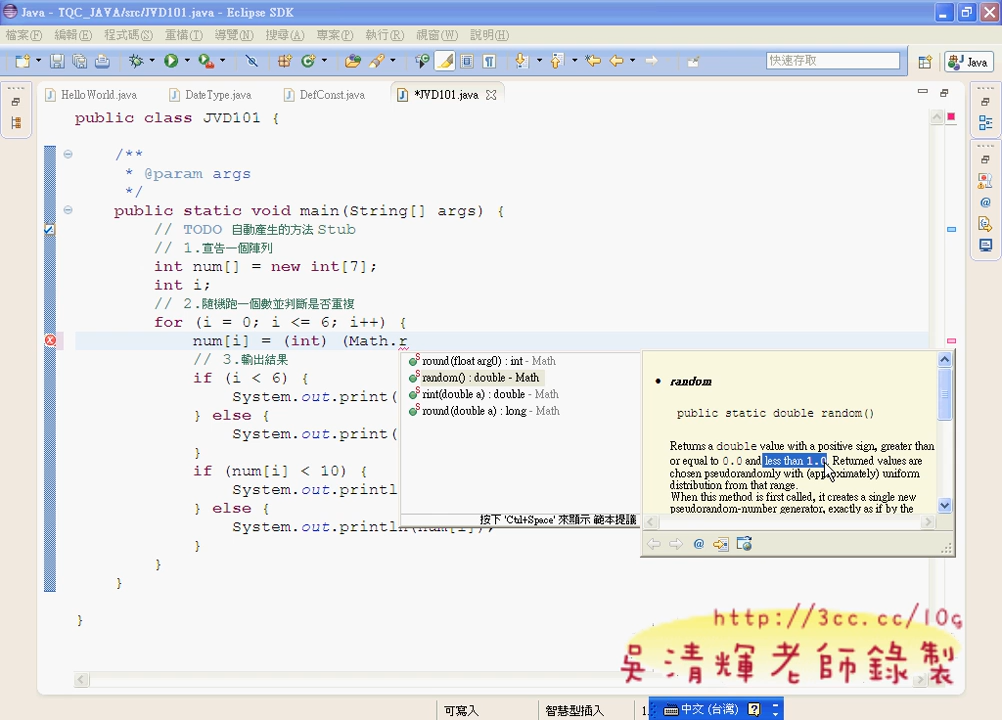 Java - TQC_JAVA/src/JVD101.java - Eclipse SDK
檔案(F) 編輯(E) 程式碼(S) 重構(T) 導覽(N) 搜尋(A) 專案(P) 執行(R) 視窗(W) 說明(H)
快速存取
Java
HelloWorld.java DateType.java DefConst.java *JVD101.java
public class JVD101 {
/**
* @param args
*/
public static void main(String[] args) {
// TODO 自動產生的方法 Stub
// 1.宣告一個陣列
int num[] = new int[7];
int i;
// 2.隨機跑一個數並判斷是否重複
for (i = 0; i <= 6; i++) {
num[i] = (int) (Math.r
// 3.輸出結果
if (i < 6) {
System.out.print(
} else {
System.out.print(
}
if (num[i] < 10) {
System.out.printl
} else {
System.out.println(num[i]);
}
}
}
}
round(float arg0) : int - Math
random() : double - Math
rint(double a) : double - Math
round(double a) : long - Math
按下 'Ctrl+Space' 來顯示 範本提議
random
public static double random()
Returns a double value with a positive sign, greater than
or equal to 0.0 and less than 1.0. Returned values are
chosen pseudorandomly with (approximately) uniform
distribution from that range.
When this method is first called, it creates a single new
pseudorandom-number generator, exactly as if by the
http://3cc.cc/10g
吳清輝老師錄製
可寫入 智慧型插入 1
中文 (台灣)